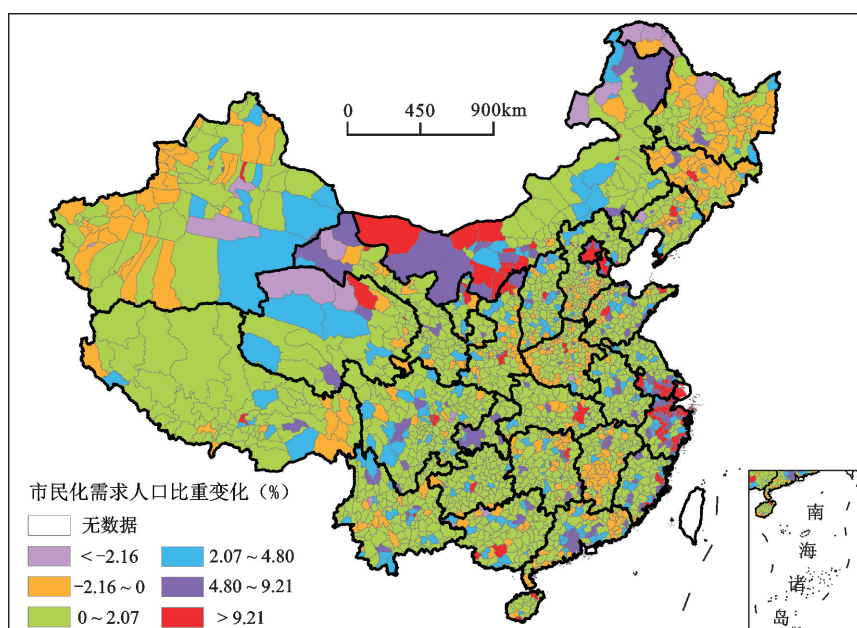 0 450 900km
市民化需求人口比重变化（%）
无数据
<-2.16
2.07~4.80
-2.16~0
4.80~9.21
0~2.07
>9.21
南
海
诸
岛